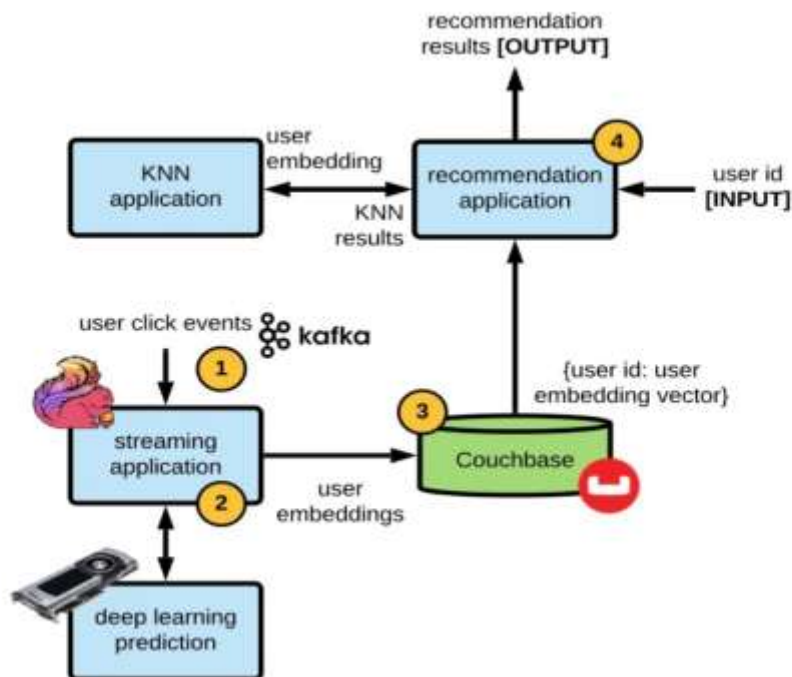 recommendation
results [OUTPUT]
4
user
embedding
KNN
application
recommendation
application
user id
[INPUT]
KNN
results
user click events
kafka
1
{user id: user
embedding vector}
3
streaming
application
Couchbase
2
user
embeddings
deep learning
prediction